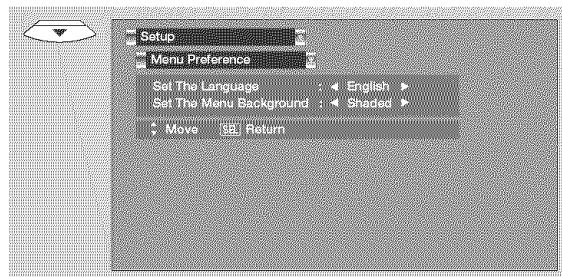 Setup
Menu Preference
Set The Language : ◄ English ►
Set The Menu Background : ◄ Shaded ►
Move SEL Return